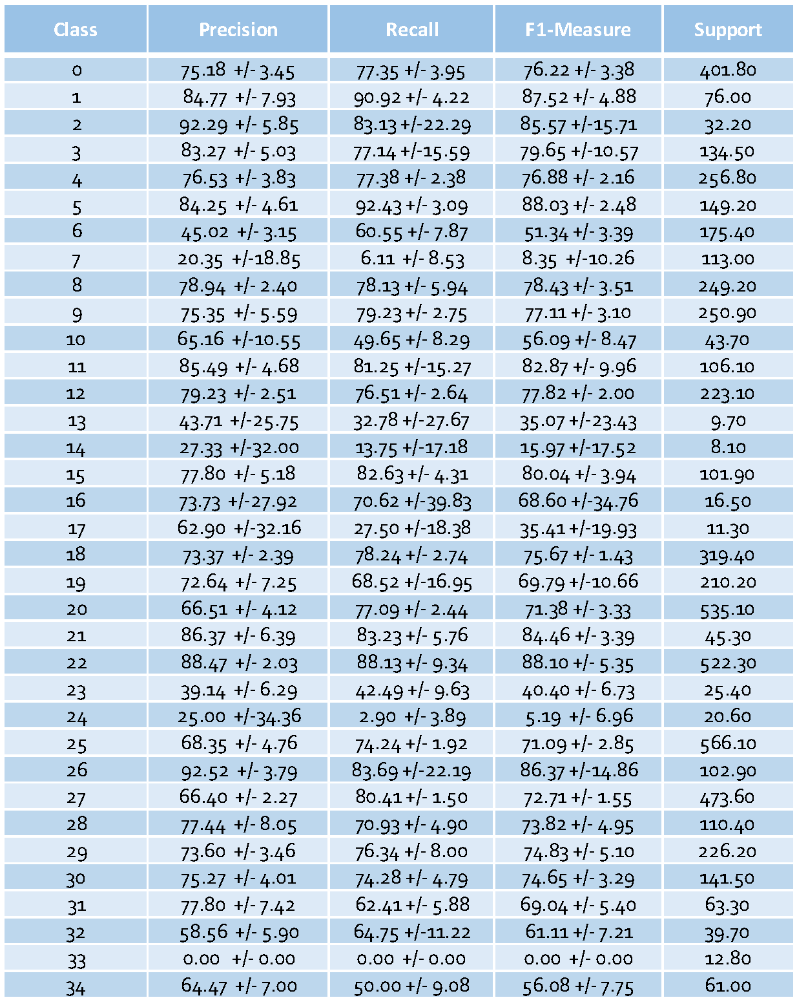 Class Precision Recall F1-Measure Support
0 75.18 +/- 3.45 77.35 +/- 3.95 76.22 +/- 3.38 401.80
1 84.77 +/- 7.93 90.92 +/- 4.22 87.52 +/- 4.88 76.00
2 92.29 +/- 5.85 83.13 +/-22.29 85.57 +/-15.71 32.20
3 83.27 +/- 5.03 77.14 +/-15.59 79.65 +/-10.57 134.50
4 76.53 +/- 3.83 77.38 +/- 2.38 76.88 +/- 2.16 256.80
5 84.25 +/- 4.61 92.43 +/- 3.09 88.03 +/- 2.48 149.20
6 45.02 +/- 3.15 60.55 +/- 7.87 51.34 +/- 3.39 175.40
7 20.35 +/-18.85 6.11 +/- 8.53 8.35 +/-10.26 113.00
8 78.94 +/- 2.40 78.13 +/- 5.94 78.43 +/- 3.51 249.20
9 75.35 +/- 5.59 79.23 +/- 2.75 77.11 +/- 3.10 250.90
10 65.16 +/-10.55 49.65 +/- 8.29 56.09 +/- 8.47 43.70
11 85.49 +/- 4.68 81.25 +/-15.27 82.87 +/- 9.96 106.10
12 79.23 +/- 2.51 76.51 +/- 2.64 77.82 +/- 2.00 223.10
13 43.71 +/-25.75 32.78 +/-27.67 35.07 +/-23.43 9.70
14 27.33 +/-32.00 13.75 +/-17.18 15.97 +/-17.52 8.10
15 77.80 +/- 5.18 82.63 +/- 4.31 80.04 +/- 3.94 101.90
16 73.73 +/-27.92 70.62 +/-39.83 68.60 +/-34.76 16.50
17 62.90 +/-32.16 27.50 +/-18.38 35.41 +/-19.93 11.30
18 73.37 +/- 2.39 78.24 +/- 2.74 75.67 +/- 1.43 319.40
19 72.64 +/- 7.25 68.52 +/-16.95 69.79 +/-10.66 210.20
20 66.51 +/- 4.12 77.09 +/- 2.44 71.38 +/- 3.33 535.10
21 86.37 +/- 6.39 83.23 +/- 5.76 84.46 +/- 3.39 45.30
22 88.47 +/- 2.03 88.13 +/- 9.34 88.10 +/- 5.35 522.30
23 39.14 +/- 6.29 42.49 +/- 9.63 40.40 +/- 6.73 25.40
24 25.00 +/-34.36 2.90 +/- 3.89 5.19 +/- 6.96 20.60
25 68.35 +/- 4.76 74.24 +/- 1.92 71.09 +/- 2.85 566.10
26 92.52 +/- 3.79 83.69 +/-22.19 86.37 +/-14.86 102.90
27 66.40 +/- 2.27 80.41 +/- 1.50 72.71 +/- 1.55 473.60
28 77.44 +/- 8.05 70.93 +/- 4.90 73.82 +/- 4.95 110.40
29 73.60 +/- 3.46 76.34 +/- 8.00 74.83 +/- 5.10 226.20
30 75.27 +/- 4.01 74.28 +/- 4.79 74.65 +/- 3.29 141.50
31 77.80 +/- 7.42 62.41 +/- 5.88 69.04 +/- 5.40 63.30
32 58.56 +/- 5.90 64.75 +/-11.22 61.11 +/- 7.21 39.70
33 0.00 +/- 0.00 0.00 +/- 0.00 0.00 +/- 0.00 12.80
34 64.47 +/- 7.00 50.00 +/- 9.08 56.08 +/- 7.75 61.00